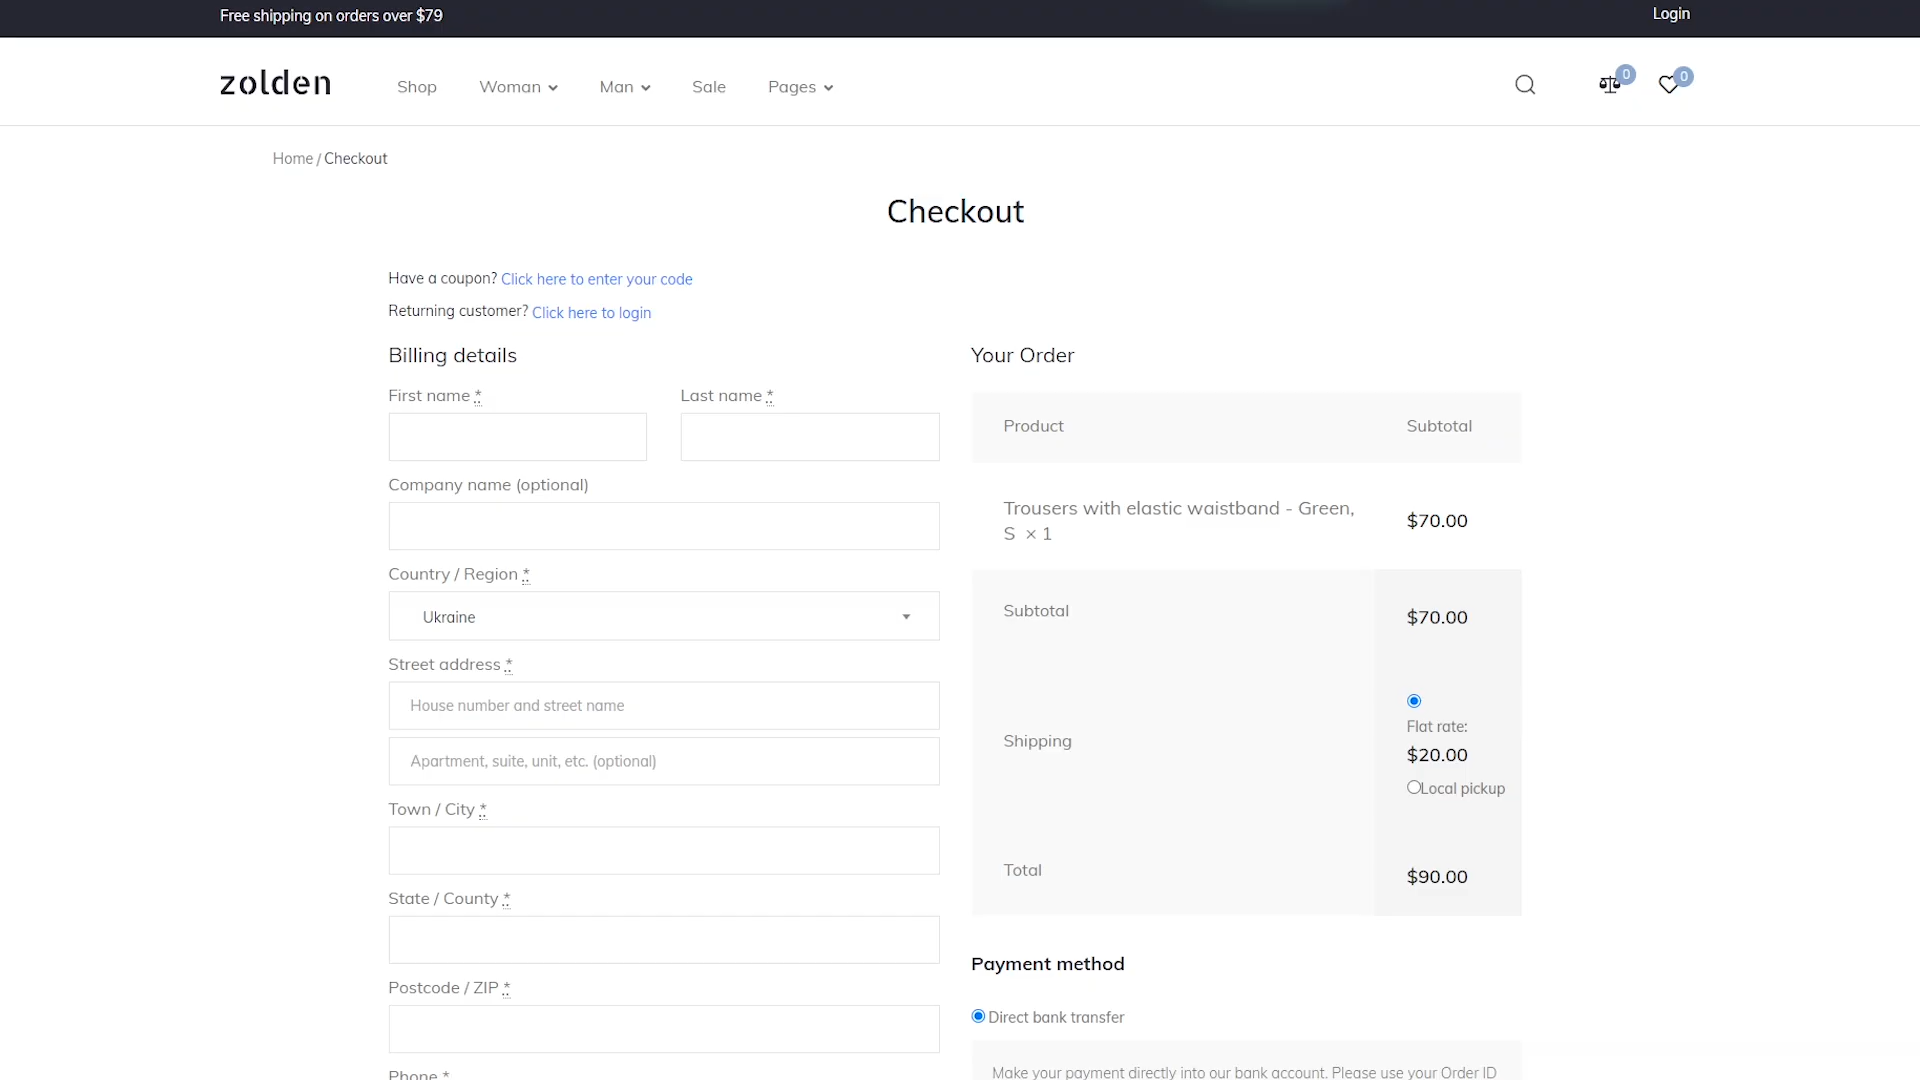 Free shipping on orders over $79
Login
zolden
Shop
Woman
Man
Sale
Pages
0
0
Home / Checkout
Checkout
Have a coupon? Click here to enter your code
Returning customer? Click here to login
Billing details
First name *
Last name *
Company name (optional)
Country / Region *
Ukraine
Street address *
House number and street name
Apartment, suite, unit, etc. (optional)
Town / City *
State / County *
Postcode / ZIP *
Phone *
Your Order
Product
Subtotal
Trousers with elastic waistband - Green,
S × 1
$70.00
Subtotal
$70.00
Shipping
Flat rate:
$20.00
Local pickup
Total
$90.00
Payment method
Direct bank transfer
Make your payment directly into our bank account. Please use your Order ID